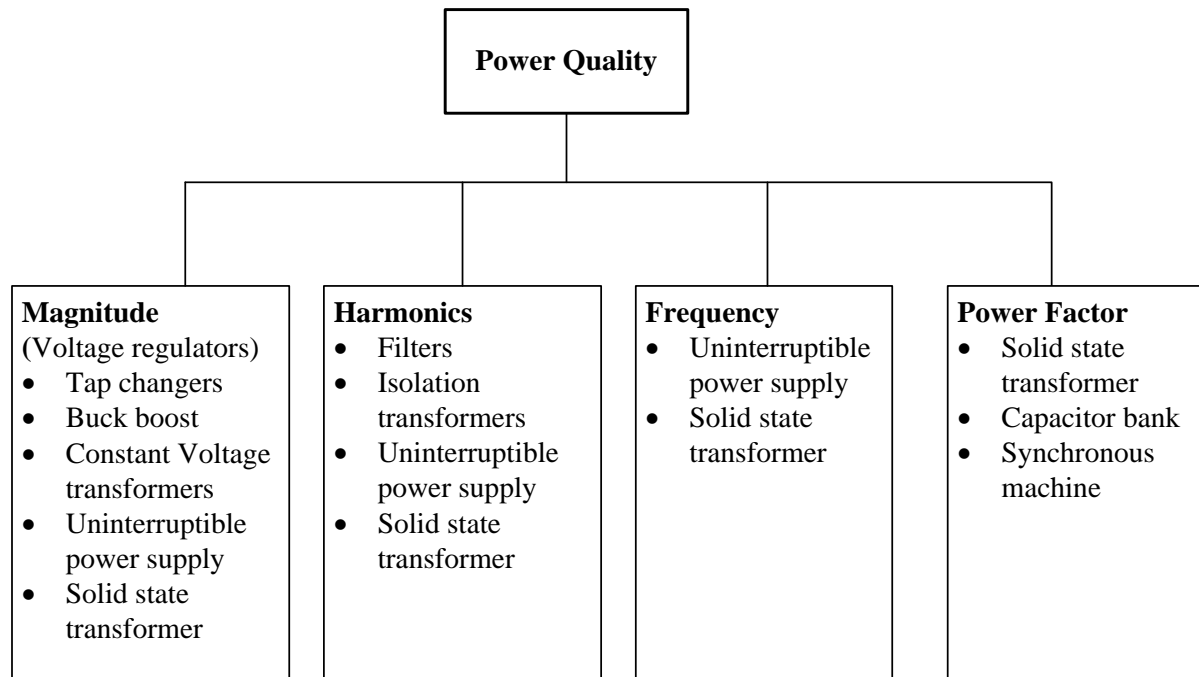 Power Quality
Magnitude
(Voltage regulators)
• Tap changers
• Buck boost
• Constant Voltage
transformers
• Uninterruptible
power supply
• Solid state
transformer
Harmonics
• Filters
• Isolation
transformers
• Uninterruptible
power supply
• Solid state
transformer
Frequency
• Uninterruptible
power supply
• Solid state
transformer
Power Factor
• Solid state
transformer
• Capacitor bank
• Synchronous
machine